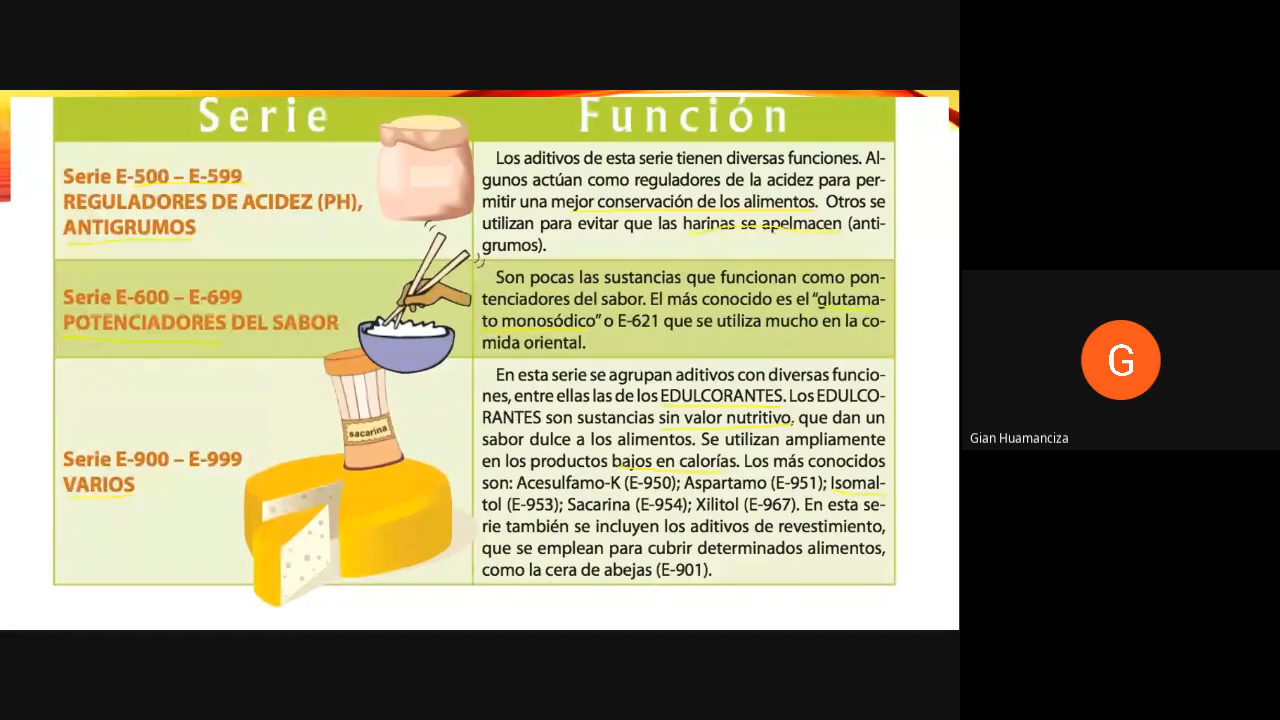 Serie
Función
Serie E-500 – E-599
REGULADORES DE ACIDEZ (PH),
ANTIGRUMOS
Los aditivos de esta serie tienen diversas funciones. Al-
gunos actúan como reguladores de la acidez para per-
mitir una mejor conservación de los alimentos. Otros se
utilizan para evitar que las harinas se apelmacen (anti-
grumos).
Serie E-600 – E-699
POTENCIADORES DEL SABOR
Son pocas las sustancias que funcionan como pon-
tenciadores del sabor. El más conocido es el “glutama-
to monosódico” o E-621 que se utiliza mucho en la co-
mida oriental.
sacarina
Serie E-900 – E-999
VARIOS
En esta serie se agrupan aditivos con diversas funcio-
nes, entre ellas las de los EDULCORANTES. Los EDULCO-
RANTES son sustancias sin valor nutritivo, que dan un
sabor dulce a los alimentos. Se utilizan ampliamente
en los productos bajos en calorías. Los más conocidos
son: Acesulfamo-K (E-950); Aspartamo (E-951); Isomal-
tol (E-953); Sacarina (E-954); Xilitol (E-967). En esta se-
rie también se incluyen los aditivos de revestimiento,
que se emplean para cubrir determinados alimentos,
como la cera de abejas (E-901).
G
Gian Huamanciza